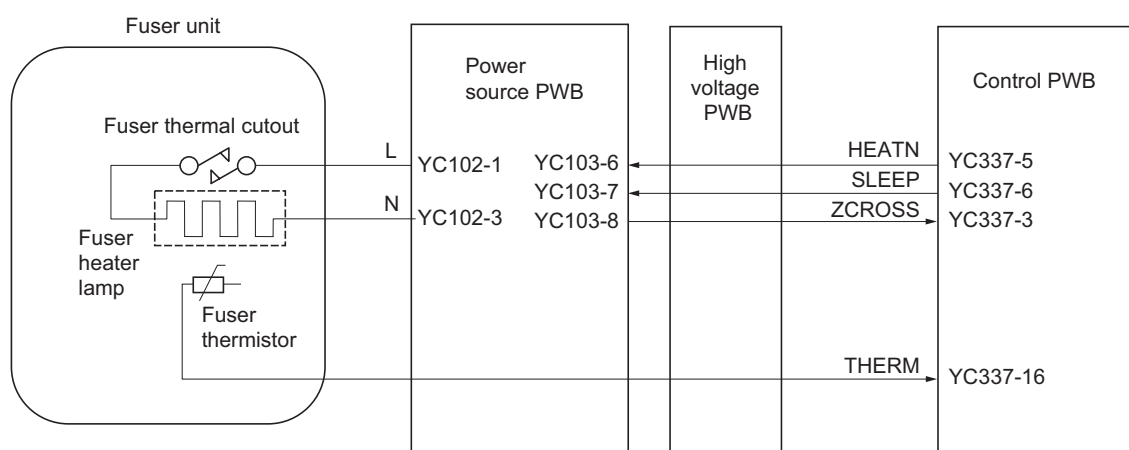 Fuser unit
Power
source PWB
High
voltage
PWB
Control PWB
Fuser thermal cutout
L
YC102-1
YC103-6
HEATN
YC337-5
YC103-7
SLEEP
YC337-6
N
YC102-3
YC103-8
ZCROSS
YC337-3
Fuser
heater
lamp
Fuser
thermistor
THERM
YC337-16